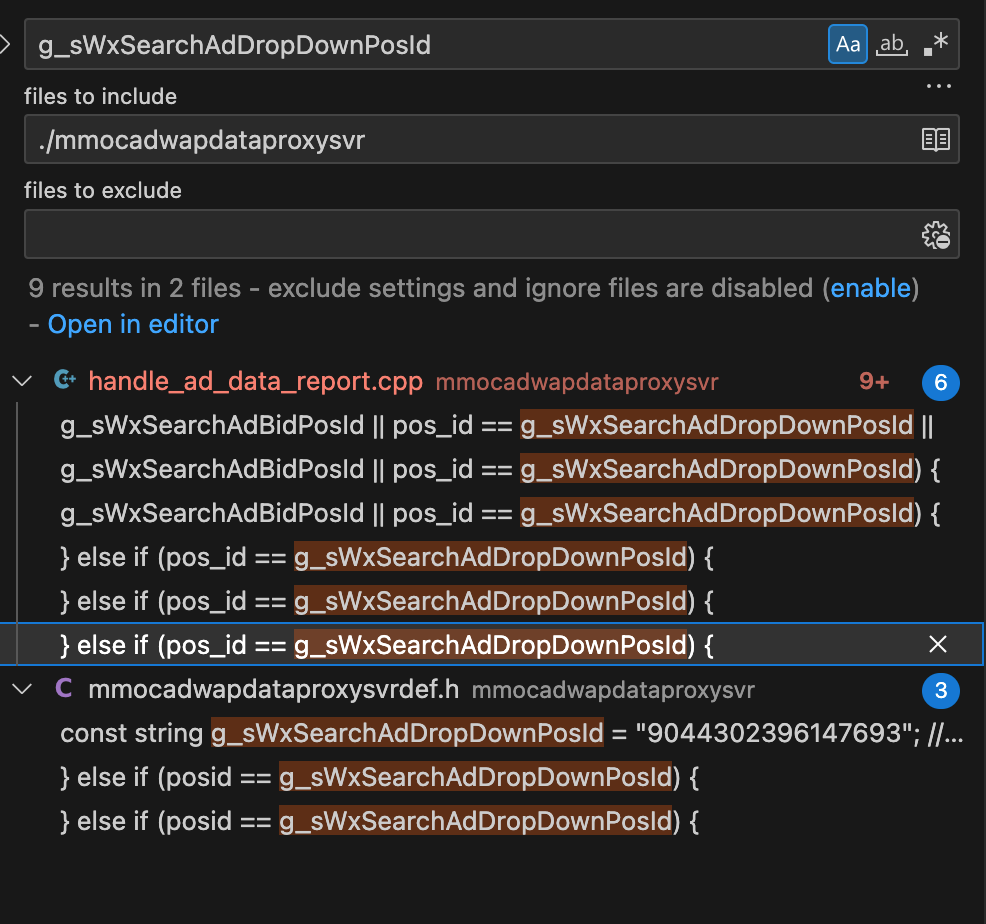 g_sWxSearchAdDropDownPosId Aa ab .*
files to include ...
./mmocadwapdataproxysvr
files to exclude
9 results in 2 files - exclude settings and ignore files are disabled (enable)
- Open in editor
C++ handle_ad_data_report.cpp mmocadwapdataproxysvr 9+ 6
g_sWxSearchAdBidPosId || pos_id == g_sWxSearchAdDropDownPosId ||
g_sWxSearchAdBidPosId || pos_id == g_sWxSearchAdDropDownPosId) {
g_sWxSearchAdBidPosId || pos_id == g_sWxSearchAdDropDownPosId) {
} else if (pos_id == g_sWxSearchAdDropDownPosId) {
} else if (pos_id == g_sWxSearchAdDropDownPosId) {
} else if (pos_id == g_sWxSearchAdDropDownPosId) {
C mmocadwapdataproxysvrdef.h mmocadwapdataproxysvr 3
const string g_sWxSearchAdDropDownPosId = "9044302396147693"; //...
} else if (posid == g_sWxSearchAdDropDownPosId) {
} else if (posid == g_sWxSearchAdDropDownPosId) {